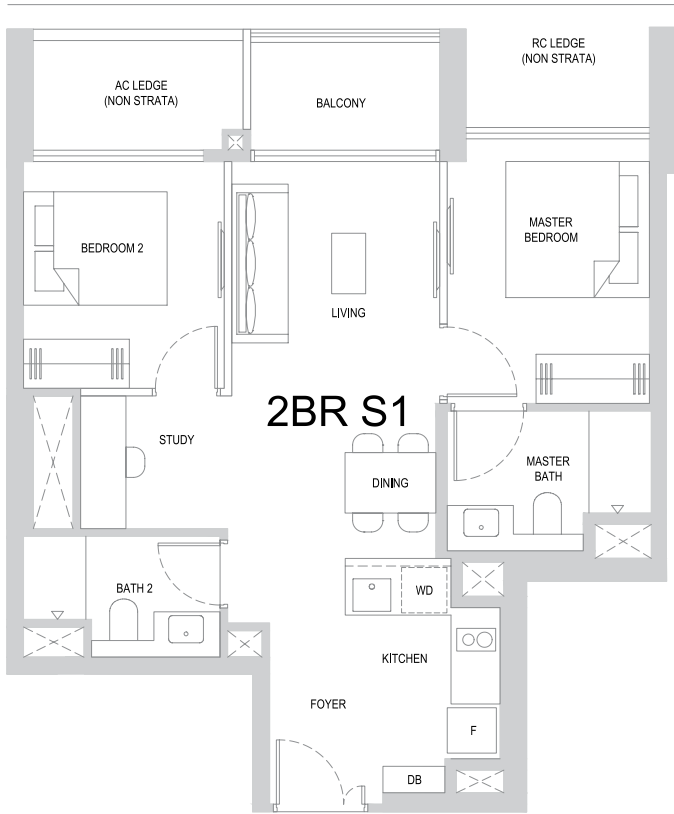 RC LEDGE
(NON STRATA)
AC LEDGE
(NON STRATA)
BALCONY
MASTER
BEDROOM
BEDROOM 2
LIVING
2BR S1
STUDY
MASTER
BATH
DINING
BATH 2
WD
KITCHEN
FOYER
F
DB